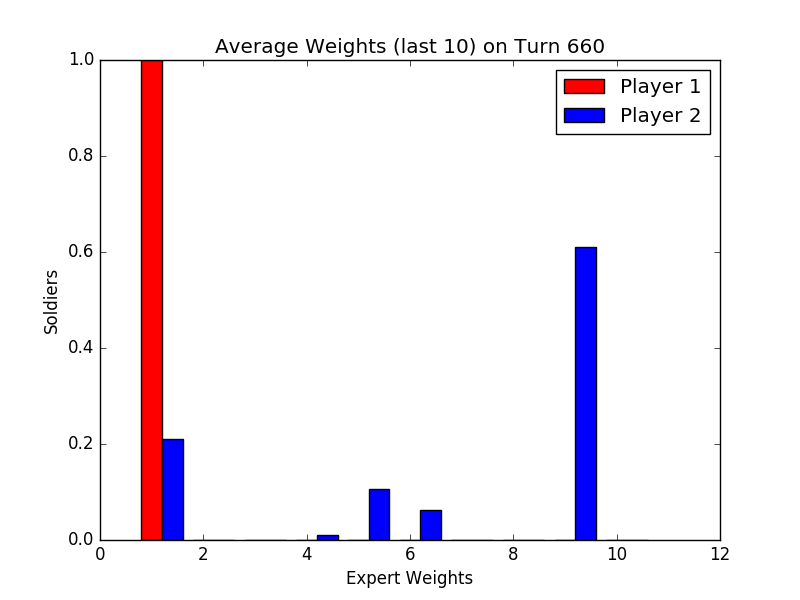 Average Weights (last 10) on Turn 660
Player 1
Player 2
1.0
0.8
0.6
0.4
0.2
0.0
Soldiers
0 2 4 6 8 10 12
Expert Weights